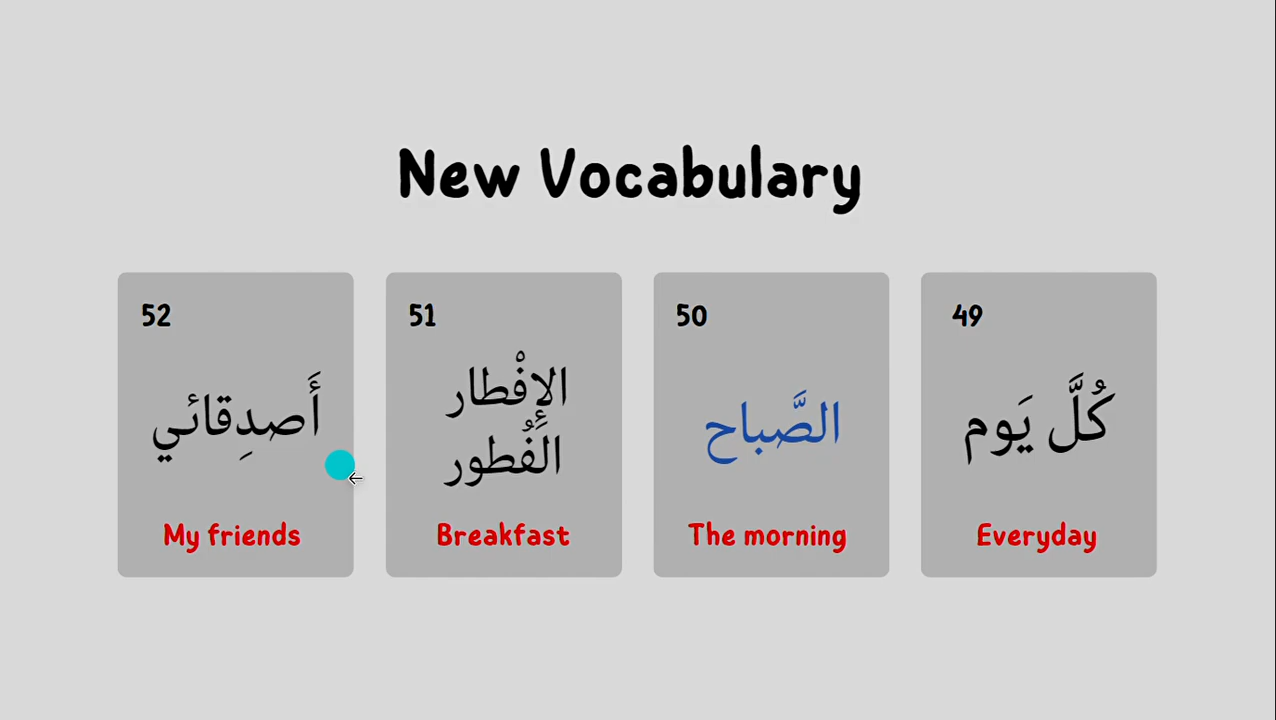 New Vocabulary
49
كُلَّ يَوم
Everyday
50
الصَّباح
The morning
51
الإِفْطار
الفُطور
Breakfast
52
أَصدِقائي
My friends